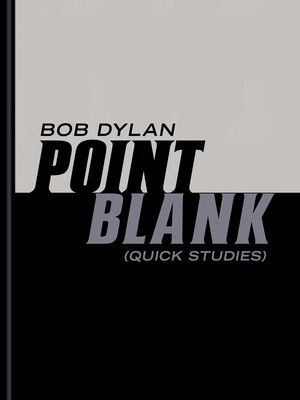 BOB DYLAN
POINT
BLANK
(QUICK STUDIES)